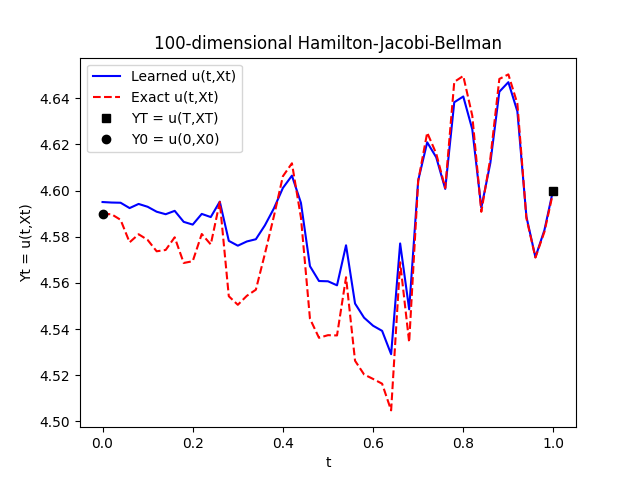 100-dimensional Hamilton-Jacobi-Bellman
Learned u(t,Xt)
Exact u(t,Xt)
YT = u(T,XT)
Y0 = u(0,X0)
Yt = u(t,Xt)
4.64
4.62
4.60
4.58
4.56
4.54
4.52
4.50
0.0 0.2 0.4 0.6 0.8 1.0
t